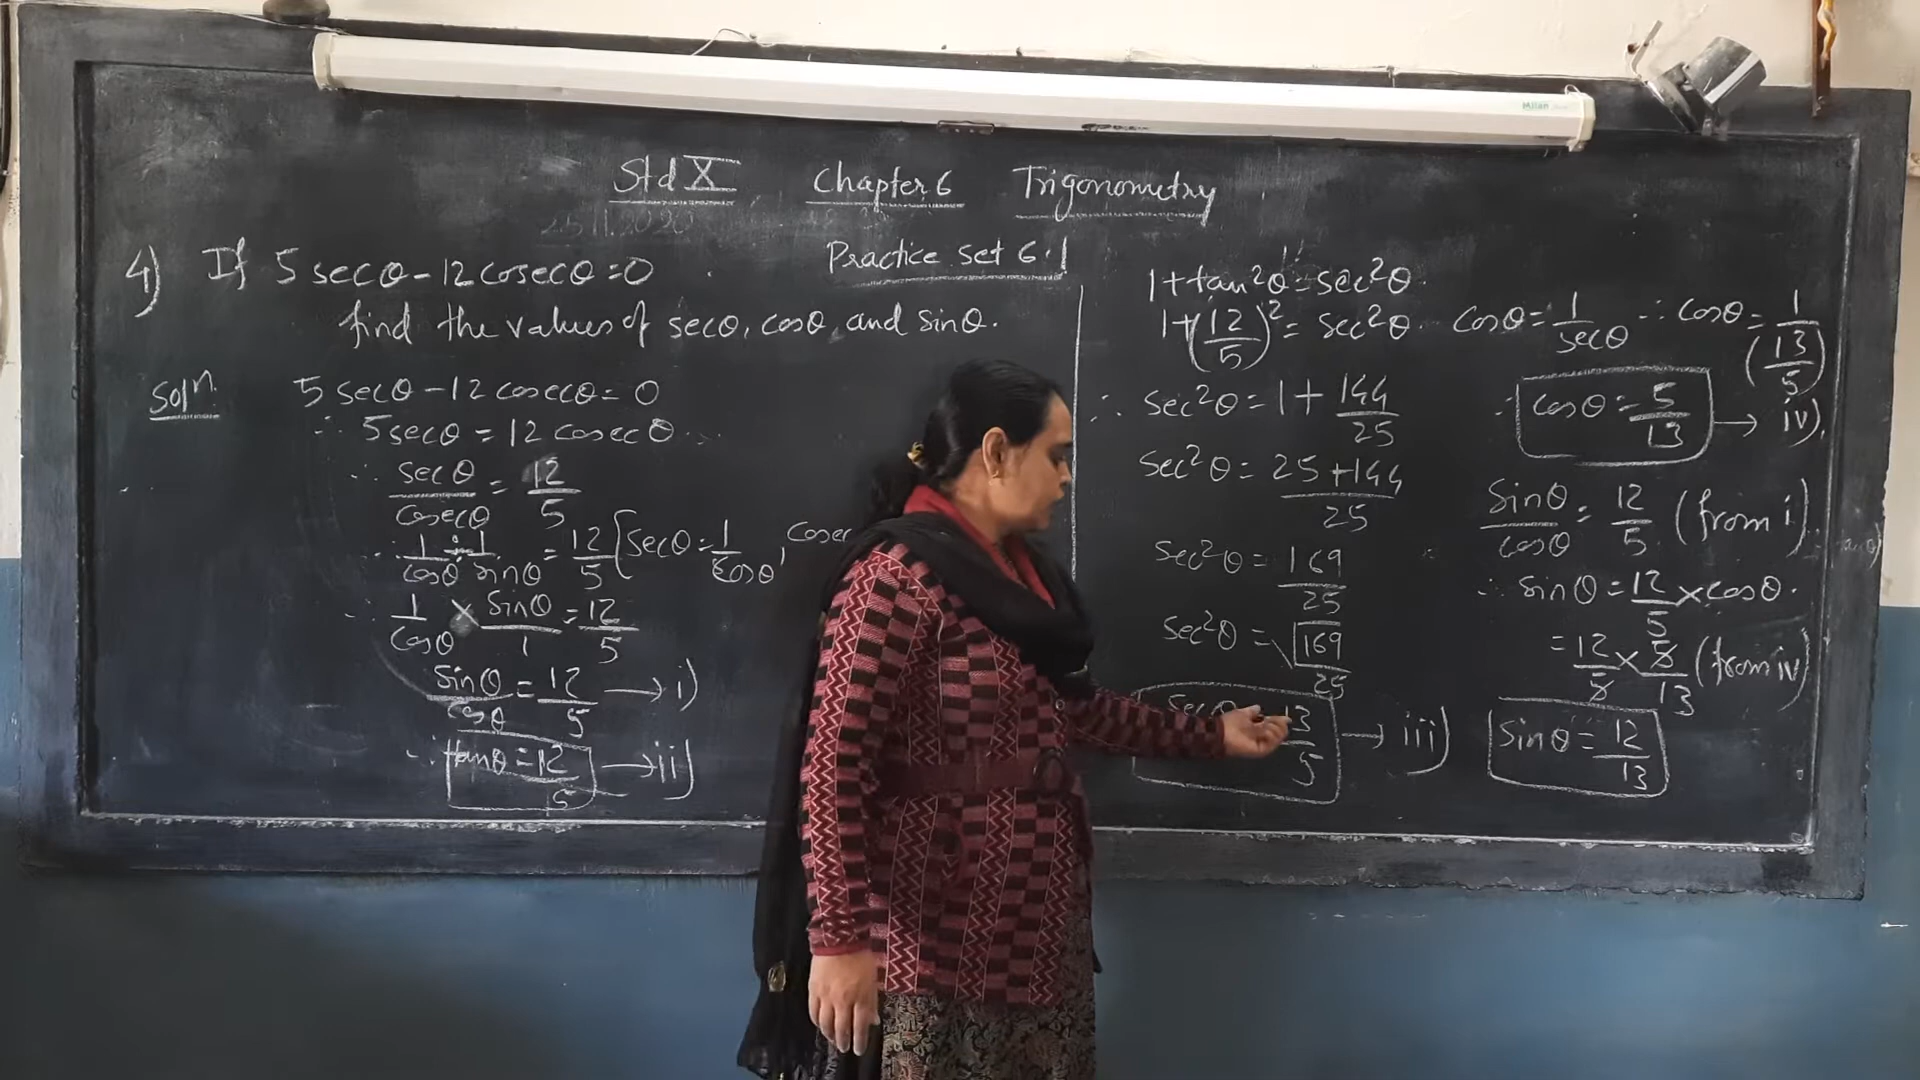 Milan
Std X Chapter 6 Trigonometry
25.11.2020
Practice Set 6.1
4) If 5 secθ - 12 cosecθ = 0
find the values of secθ, cosθ and sinθ.
Solⁿ. 5 secθ - 12 cosecθ = 0
∴ 5 secθ = 12 cosecθ
∴ secθ/cosecθ = 12/5
∴ 1/cosθ ÷ 1/sinθ = 12/5 [secθ = 1/cosθ, cosec
∴ 1/cosθ × sinθ/1 = 12/5
sinθ/cosθ = 12/5 → i)
∴ tanθ = 12/5 → ii)
1 + tan²θ = sec²θ
1 + (12/5)² = sec²θ
∴ sec²θ = 1 + 144/25
sec²θ = 25 + 144/25
sec²θ = 169/25
sec²θ = √169/25
secθ = 13/5 → iii)
cosθ = 1/secθ ∴ cosθ = 1/(13/5)
∴ cosθ = 5/13 → iv)
sinθ/cosθ = 12/5 (from i)
∴ sinθ = 12/5 × cosθ.
= 12/5 × 5/13 (from iv)
sinθ = 12/13